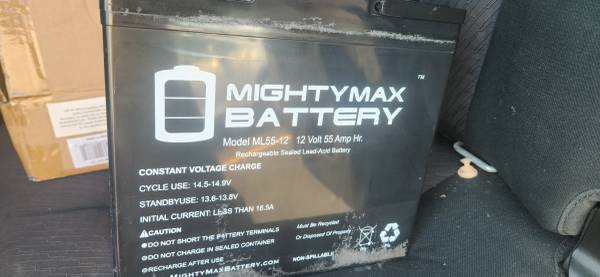 MIGHTYMAX™
BATTERY
Model ML55-12 12 Volt 55 Amp Hr.
Rechargeable Sealed Lead-Acid Battery
CONSTANT VOLTAGE CHARGE
CYCLE USE: 14.5-14.9V
STANDBYUSE: 13.6-13.8V
INITIAL CURRENT: LESS THAN 16.5A
CAUTION
●DO NOT SHORT THE BATTERY TERMINALS
●DO NOT CHARGE IN SEALED CONTAINER
●RECHARGE AFTER USE
Must Be Recycled
Or Disposed Of Properly
Pb
NON-SPILLABLE
MIGHTYMAXBATTERY.COM